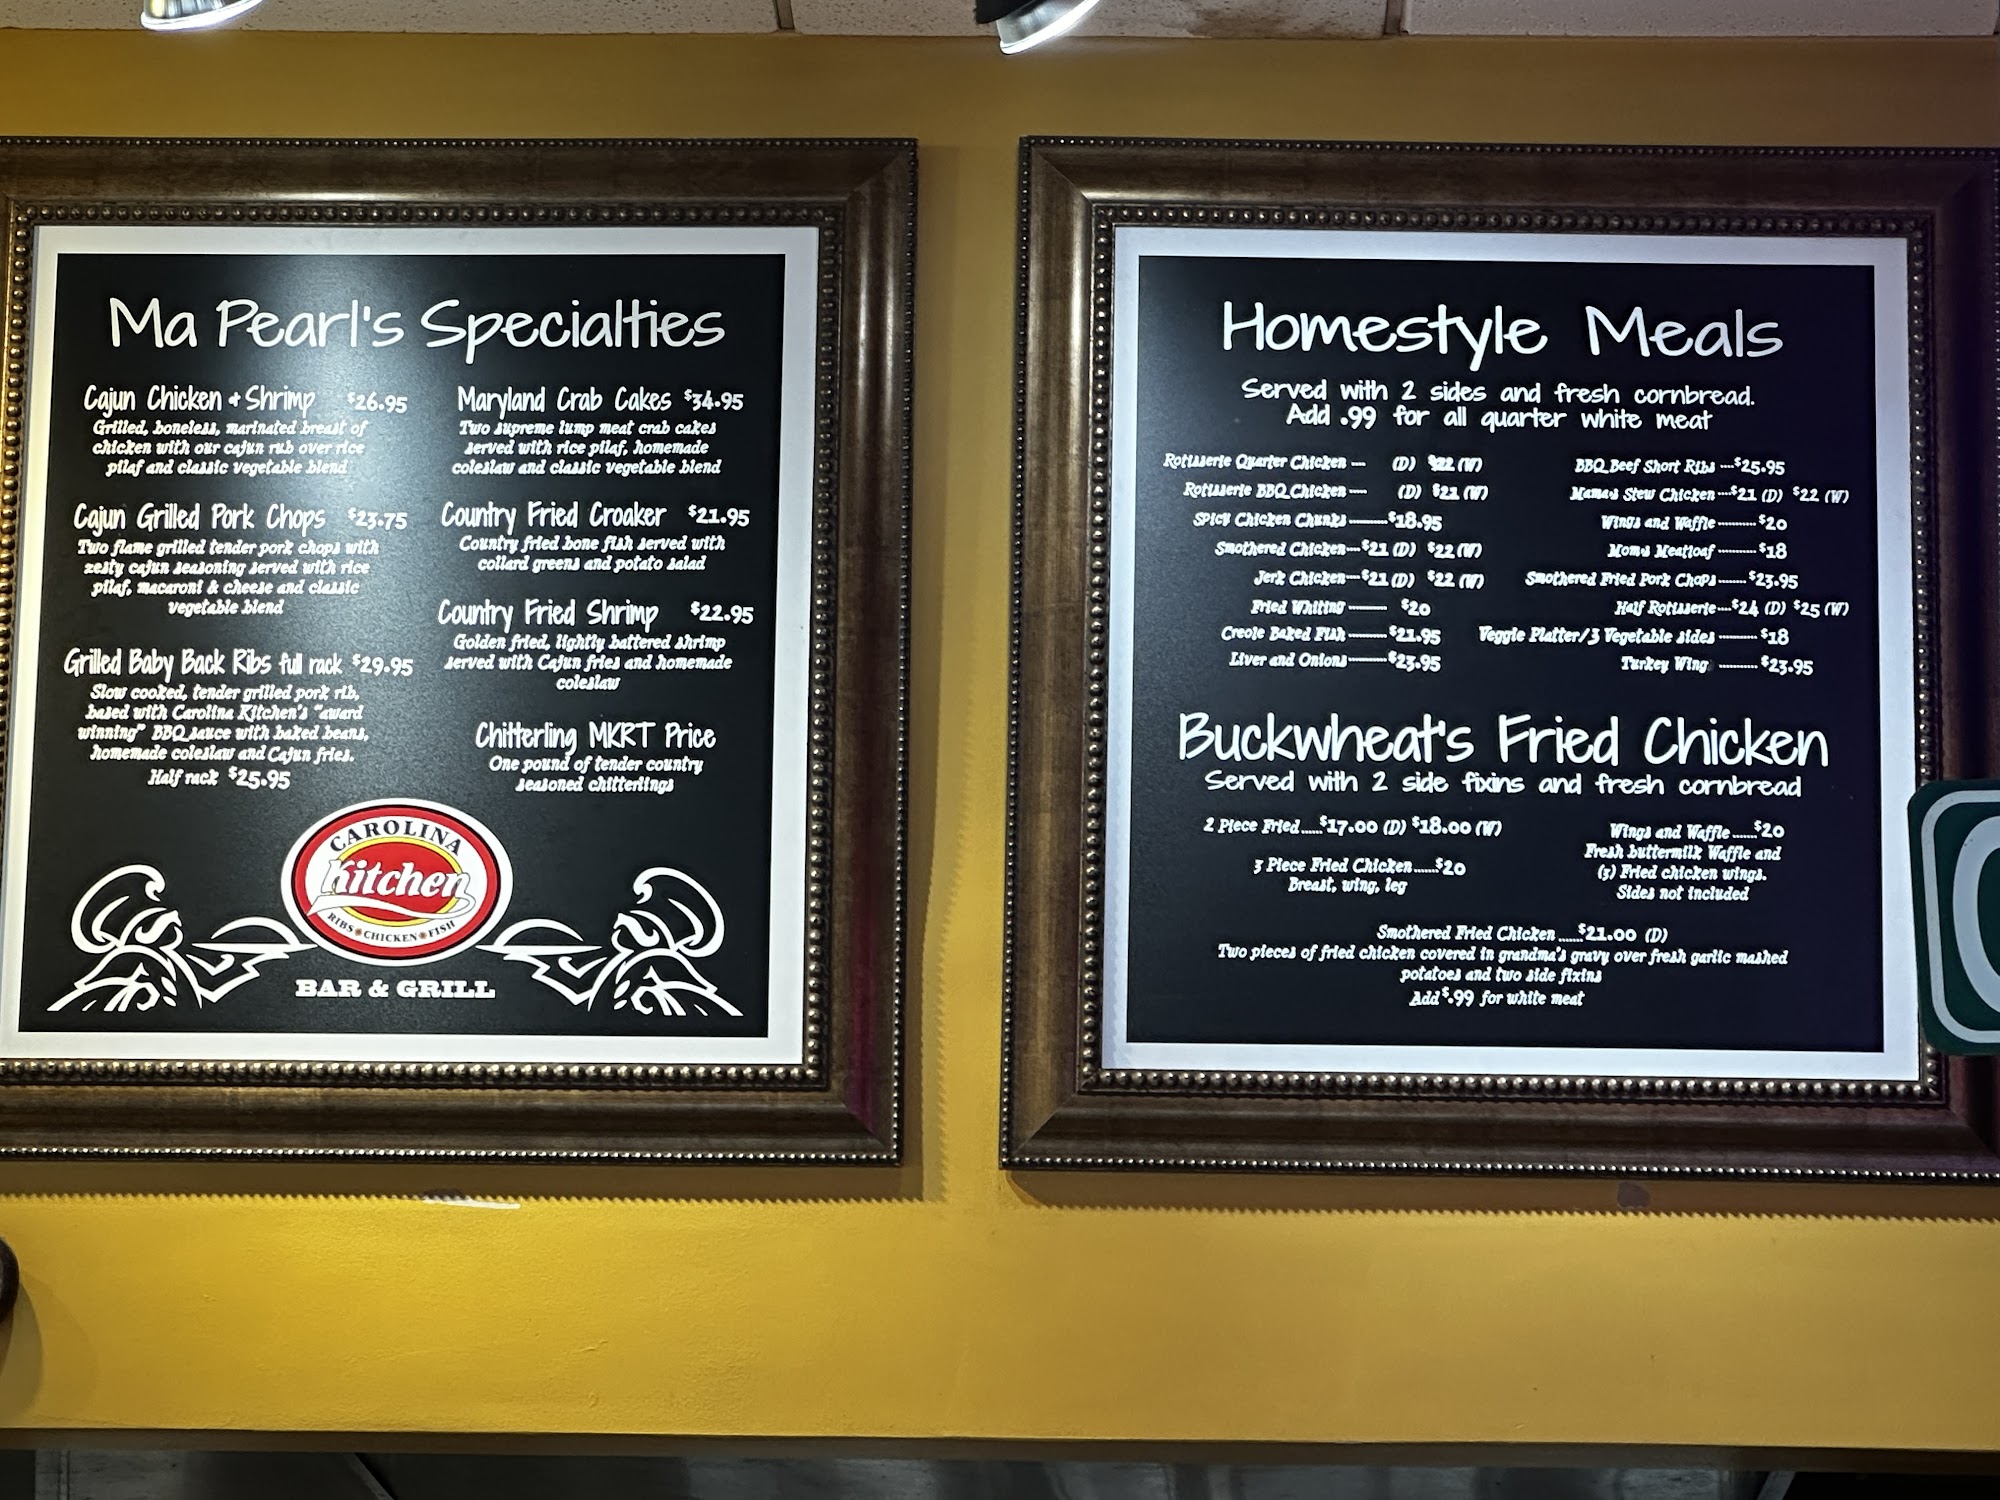 Ma Pearl's Specialties
Cajun Chicken & Shrimp $26.95
Grilled, boneless, marinated breast of
chicken with our cajun rub over rice
pilaf and classic vegetable blend
Cajun Grilled Pork Chops $23.75
Two flame grilled tender pork chops with
zesty cajun seasoning served with rice
pilaf, macaroni & cheese and classic
vegetable blend
Grilled Baby Back Ribs full rack $29.95
Slow cooked, tender grilled pork rib,
based with Carolina Kitchen's "award
winning" BBQ sauce with baked beans,
homemade coleslaw and Cajun fries.
Half rack $25.95
Maryland Crab Cakes $34.95
Two supreme lump meat crab cakes
served with rice pilaf, homemade
coleslaw and classic vegetable blend
Country Fried Croaker $21.95
Country fried bone fish served with
collard greens and potato salad
Country Fried Shrimp $22.95
Golden fried, lightly battered shrimp
served with Cajun fries and homemade
coleslaw
Chitterling MKRT Price
One pound of tender country
seasoned chitterlings
CAROLINA
Kitchen
RIBS CHICKEN FISH
BAR & GRILL
Homestyle Meals
Served with 2 sides and fresh cornbread.
Add .99 for all quarter white meat
Rotisserie Quarter Chicken .... (D) $22 (W)
Rotisserie BBQ Chicken ..... (D) $21 (W)
Spicy Chicken Chunks ........... $18.95
Smothered Chicken .... $21 (D) $22 (W)
Jerk Chicken .... $21 (D) $22 (W)
Fried Whiting ........... $20
Creole Baked Fish ........... $21.95
Liver and Onions ........... $23.95
BBQ Beef Short Ribs .... $25.95
Mama's Stew Chicken .... $21 (D) $22 (W)
Wings and Waffle .......... $20
Moms Meatloaf .......... $18
Smothered Fried Pork Chops ....... $23.95
Half Rotisserie .... $24 (D) $25 (W)
Veggie Platter/3 Vegetable sides .......... $18
Turkey Wing .......... $23.95
Buckwheat's Fried Chicken
Served with 2 side fixins and fresh cornbread
2 Piece Fried ...... $17.00 (D) $18.00 (W)
3 Piece Fried Chicken ....... $20
Breast, wing, leg
Wings and Waffle ...... $20
Fresh buttermilk Waffle and
(3) Fried chicken wings.
Sides not included
Smothered Fried Chicken ...... $21.00 (D)
Two pieces of fried chicken covered in grandma's gravy over fresh garlic mashed
potatoes and two side fixins
Add $.99 for white meat